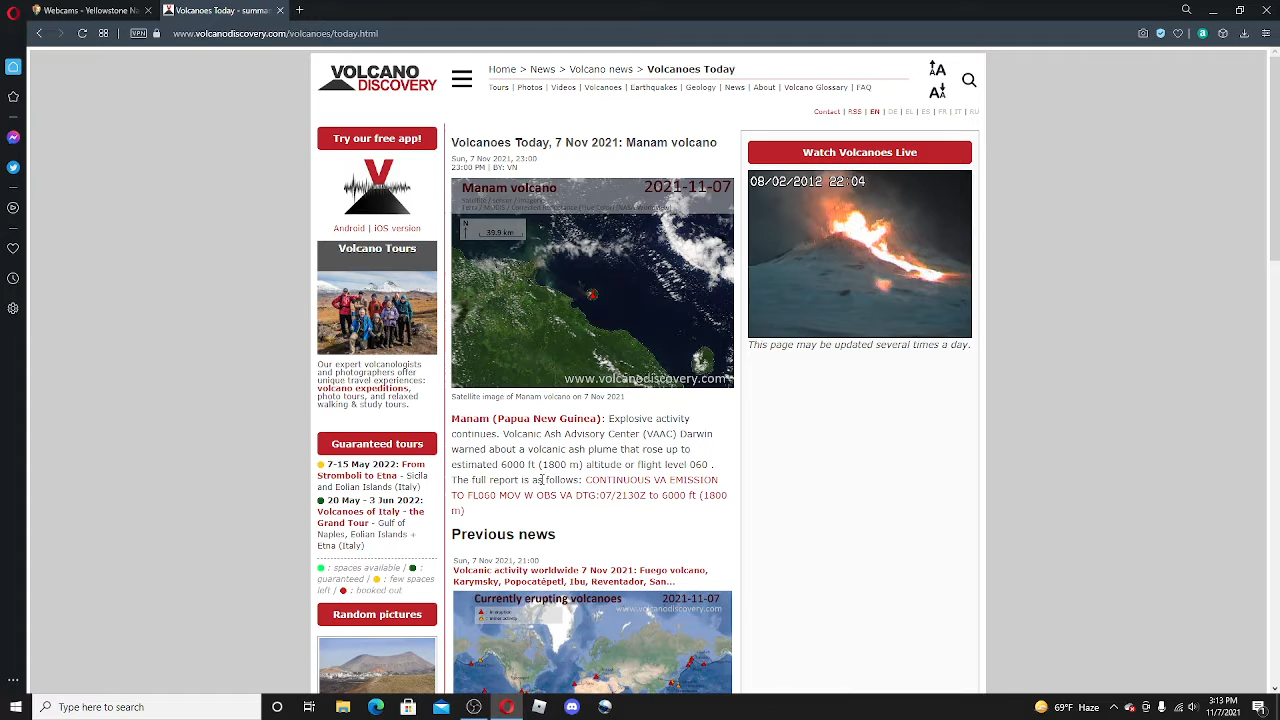 Webcams - Yellowstone Na
Volcanoes Today - summar
VPN
www.volcanodiscovery.com/volcanoes/today.html
VOLCANO
DISCOVERY
Home > News > Volcano news > Volcanoes Today
Tours | Photos | Videos | Volcanoes | Earthquakes | Geology | News | About | Volcano Glossary | FAQ
Contact | RSS | EN | DE | EL | ES | FR | IT | RU
Try our free app!
Android | iOS version
Volcano Tours
Our expert volcanologists
and photographers offer
unique travel experiences:
volcano expeditions,
photo tours, and relaxed
walking & study tours.
Guaranteed tours
7-15 May 2022: From
Stromboli to Etna - Sicila
and Eolian Islands (Italy)
20 May - 3 Jun 2022:
Volcanoes of Italy - the
Grand Tour - Gulf of
Naples, Eolian Islands +
Etna (Italy)
: spaces available / :
guaranteed / : few spaces
left / : booked out
Random pictures
Volcanoes Today, 7 Nov 2021: Manam volcano
Sun, 7 Nov 2021, 23:00
23:00 PM | BY: VN
Manam volcano 2021-11-07
N
39.9 km
www.volcanodiscovery.com
Satellite image of Manam volcano on 7 Nov 2021
Manam (Papua New Guinea): Explosive activity
continues. Volcanic Ash Advisory Center (VAAC) Darwin
warned about a volcanic ash plume that rose up to
estimated 6000 ft (1800 m) altitude or flight level 060 .
The full report is as follows: CONTINUOUS VA EMISSION
TO FL060 MOV W OBS VA DTG:07/2130Z to 6000 ft (1800
m)
Previous news
Sun, 7 Nov 2021, 21:00
Volcanic activity worldwide 7 Nov 2021: Fuego volcano,
Karymsky, Popocatépetl, Ibu, Reventador, San...
Currently erupting volcanoes 2021-11-07
www.volcanodiscovery.com
Watch Volcanoes Live
08/02/2012 22:04
This page may be updated several times a day.
Type here to search
69°F Haze
3:13 PM
11/7/2021